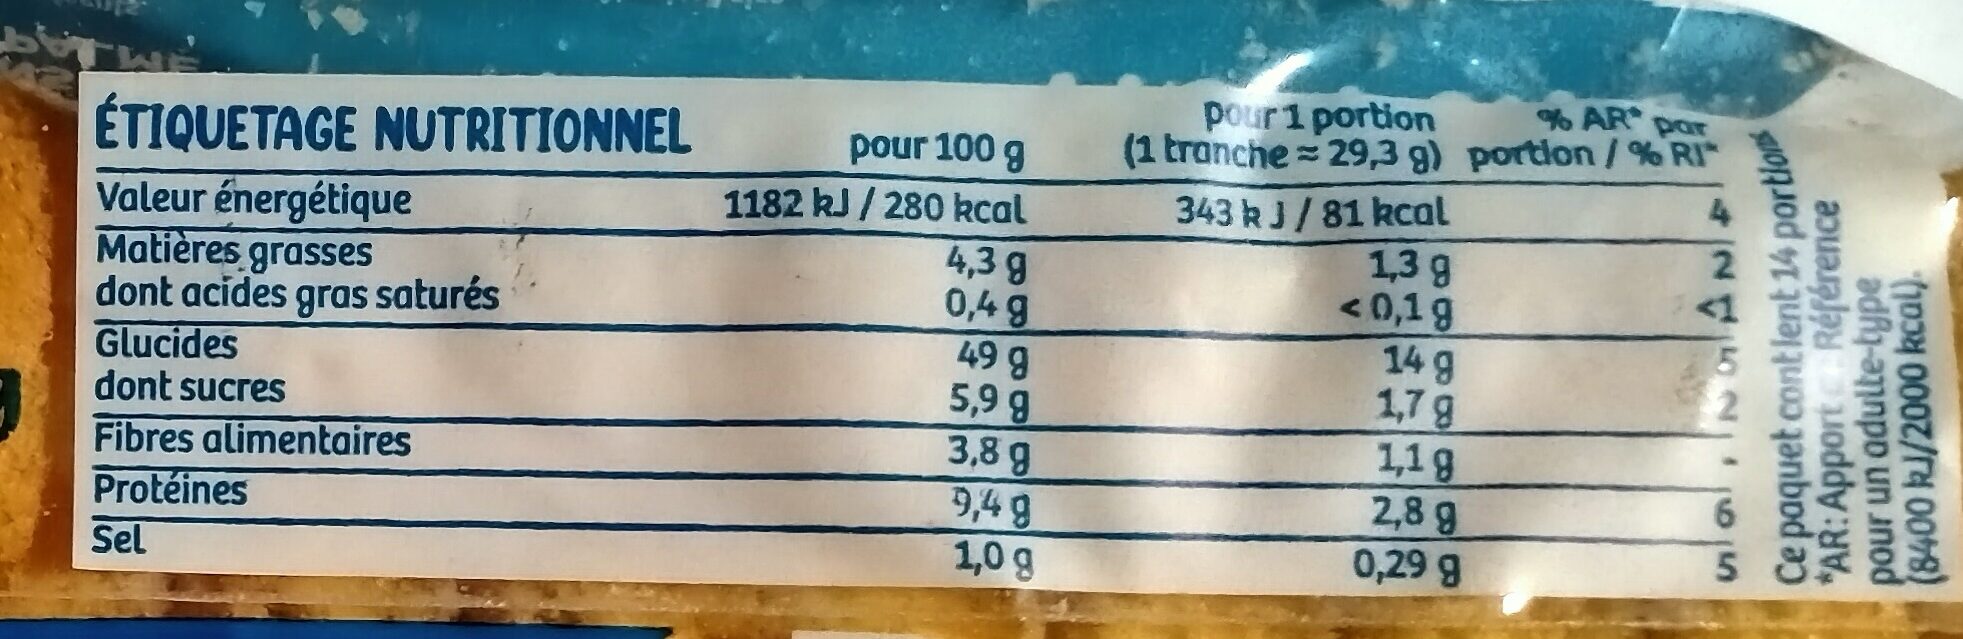 ÉTIQUETAGE NUTRITIONNEL pour 100 g pour 1 portion (1 tranche ≈ 29,3 g) % AR* par portion / % RI*
Valeur énergétique 1182 kJ / 280 kcal 343 kJ / 81 kcal 4
Matières grasses 4,3 g 1,3 g 2
dont acides gras saturés 0,4 g < 0,1 g <1
Glucides 49 g 14 g 5
dont sucres 5,9 g 1,7 g 2
Fibres alimentaires 3,8 g 1,1 g -
Protéines 9,4 g 2,8 g 6
Sel 1,0 g 0,29 g 5
Ce paquet contient 14 portions
*AR: Apport Référence
pour un adulte-type
(8400 kJ/2000 kcal).